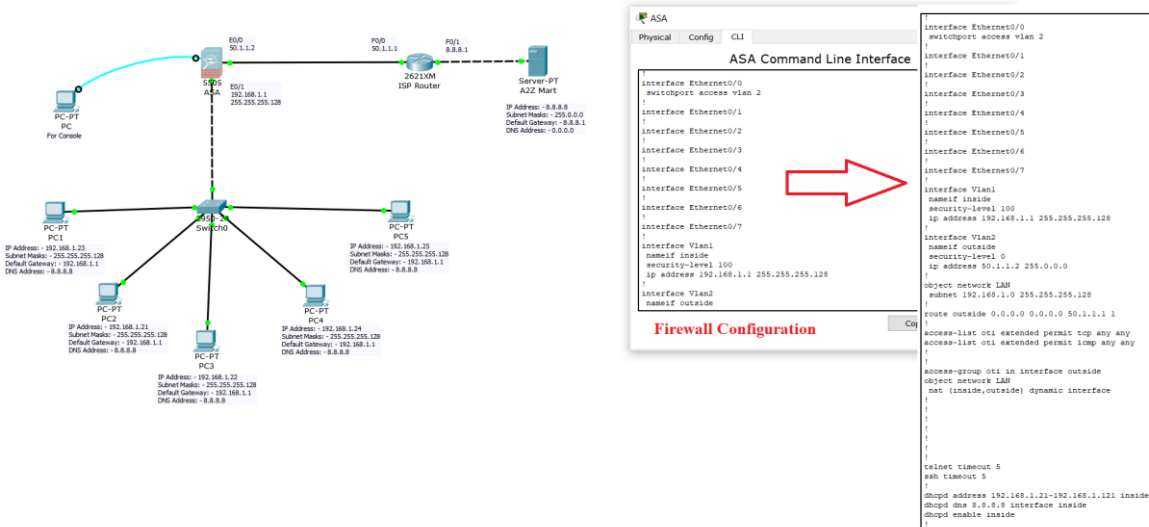 E0/0
50.1.1.2
5505
ASA
E0/1
192.168.1.1
255.255.255.128
F0/0
50.1.1.1
F0/1
8.8.8.1
2621XM
ISP Router
Server-PT
A2Z Mart
IP Address: - 8.8.8.8
Subnet Masks: - 255.0.0.0
Default Gateway: - 8.8.8.1
DNS Address: - 0.0.0.0
PC-PT
PC
For Console
2950-24
Switch0
PC-PT
PC1
IP Address: - 192.168.1.23
Subnet Masks: - 255.255.255.128
Default Gateway: - 192.168.1.1
DNS Address: - 8.8.8.8
PC-PT
PC2
IP Address: - 192.168.1.21
Subnet Masks: - 255.255.255.128
Default Gateway: - 192.168.1.1
DNS Address: - 8.8.8.8
PC-PT
PC3
IP Address: - 192.168.1.22
Subnet Masks: - 255.255.255.128
Default Gateway: - 192.168.1.1
DNS Address: - 8.8.8.8
PC-PT
PC4
IP Address: - 192.168.1.24
Subnet Masks: - 255.255.255.128
Default Gateway: - 192.168.1.1
DNS Address: - 8.8.8.8
PC-PT
PC5
IP Address: - 192.168.1.25
Subnet Masks: - 255.255.255.128
Default Gateway: - 192.168.1.1
DNS Address: - 8.8.8.8
ASA
Physical Config CLI
ASA Command Line Interface
!
interface Ethernet0/0
switchport access vlan 2
!
interface Ethernet0/1
!
interface Ethernet0/2
!
interface Ethernet0/3
!
interface Ethernet0/4
!
interface Ethernet0/5
!
interface Ethernet0/6
!
interface Ethernet0/7
!
interface Vlan1
nameif inside
security-level 100
ip address 192.168.1.1 255.255.255.128
!
interface Vlan2
nameif outside
Firewall Configuration
Cop
!
interface Ethernet0/0
switchport access vlan 2
!
interface Ethernet0/1
!
interface Ethernet0/2
!
interface Ethernet0/3
!
interface Ethernet0/4
!
interface Ethernet0/5
!
interface Ethernet0/6
!
interface Ethernet0/7
!
interface Vlan1
nameif inside
security-level 100
ip address 192.168.1.1 255.255.255.128
!
interface Vlan2
nameif outside
security-level 0
ip address 50.1.1.2 255.0.0.0
!
object network LAN
subnet 192.168.1.0 255.255.255.128
!
route outside 0.0.0.0 0.0.0.0 50.1.1.1 1
!
access-list oti extended permit tcp any any
access-list oti extended permit icmp any any
!
!
access-group oti in interface outside
object network LAN
nat (inside,outside) dynamic interface
!
!
!
!
!
!
telnet timeout 5
ssh timeout 5
!
dhcpd address 192.168.1.21-192.168.1.121 inside
dhcpd dns 8.8.8.8 interface inside
dhcpd enable inside
!